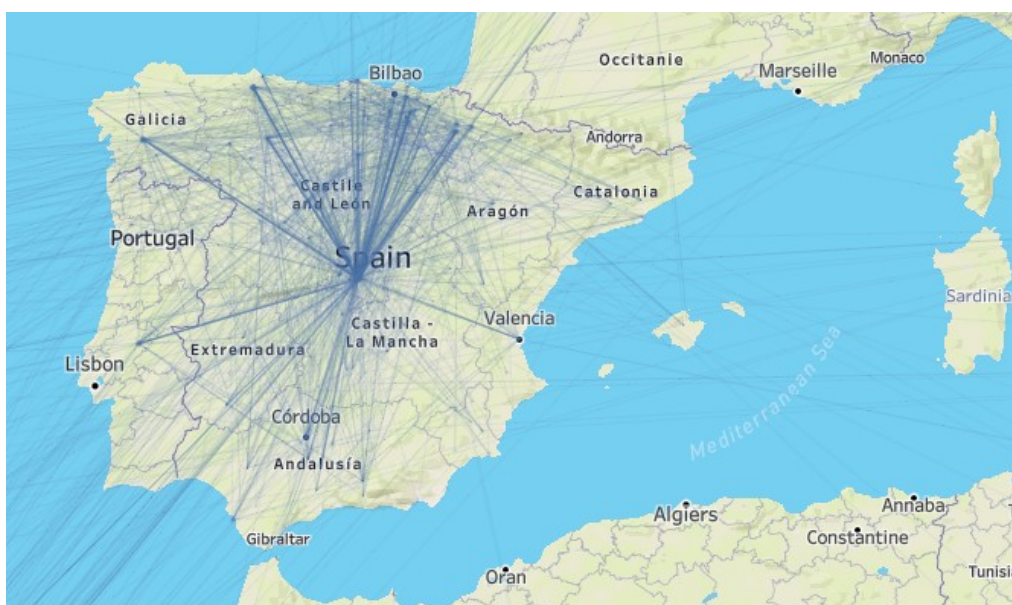 Occitanie
Monaco
Marseille
Bilbao
Galicia
Andorra
Castile
and León
Catalonia
Aragón
Portugal
Spain
Sardinia
Valencia
Castilla -
La Mancha
Extremadura
Lisbon
Mediterranean Sea
Córdoba
Andalusía
Algiers
Annaba
Gibraltar
Constantine
Oran
Tunisi